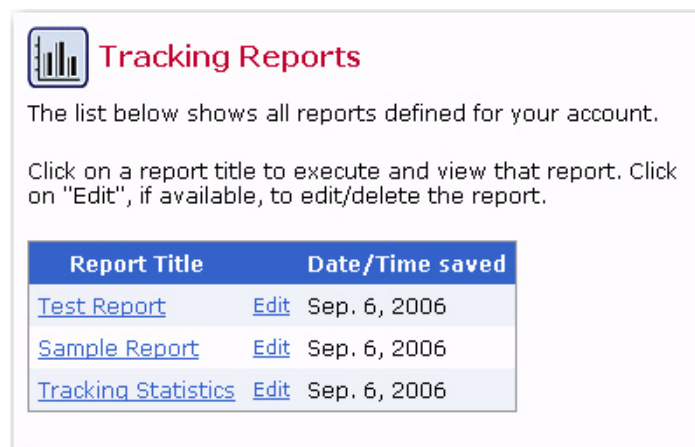 Tracking Reports
The list below shows all reports defined for your account.
Click on a report title to execute and view that report. Click
on "Edit", if available, to edit/delete the report.
Report Title Date/Time saved
Test Report Edit Sep. 6, 2006
Sample Report Edit Sep. 6, 2006
Tracking Statistics Edit Sep. 6, 2006